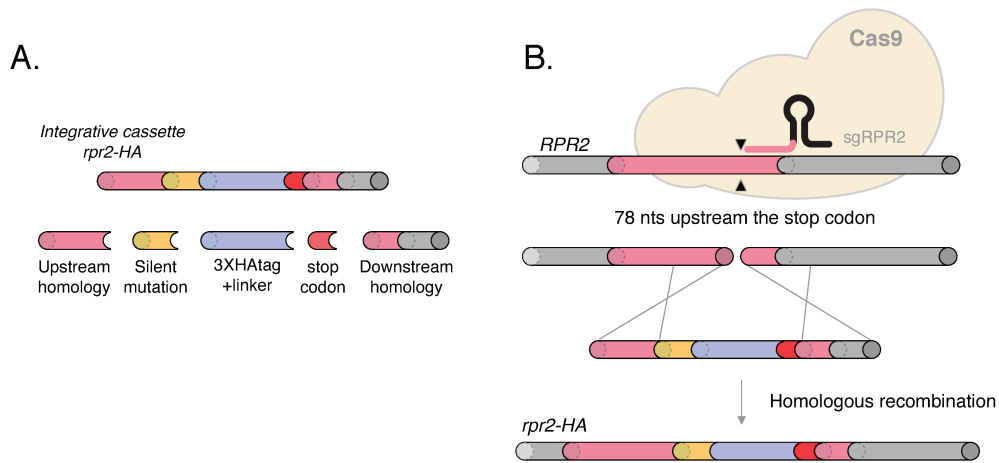 A.
Integrative cassette
rpr2-HA
Upstream
homology
Silent
mutation
3XHAtag
+linker
stop
codon
Downstream
homology
B.
Cas9
sgRPR2
RPR2
78 nts upstream the stop codon
Homologous recombination
rpr2-HA